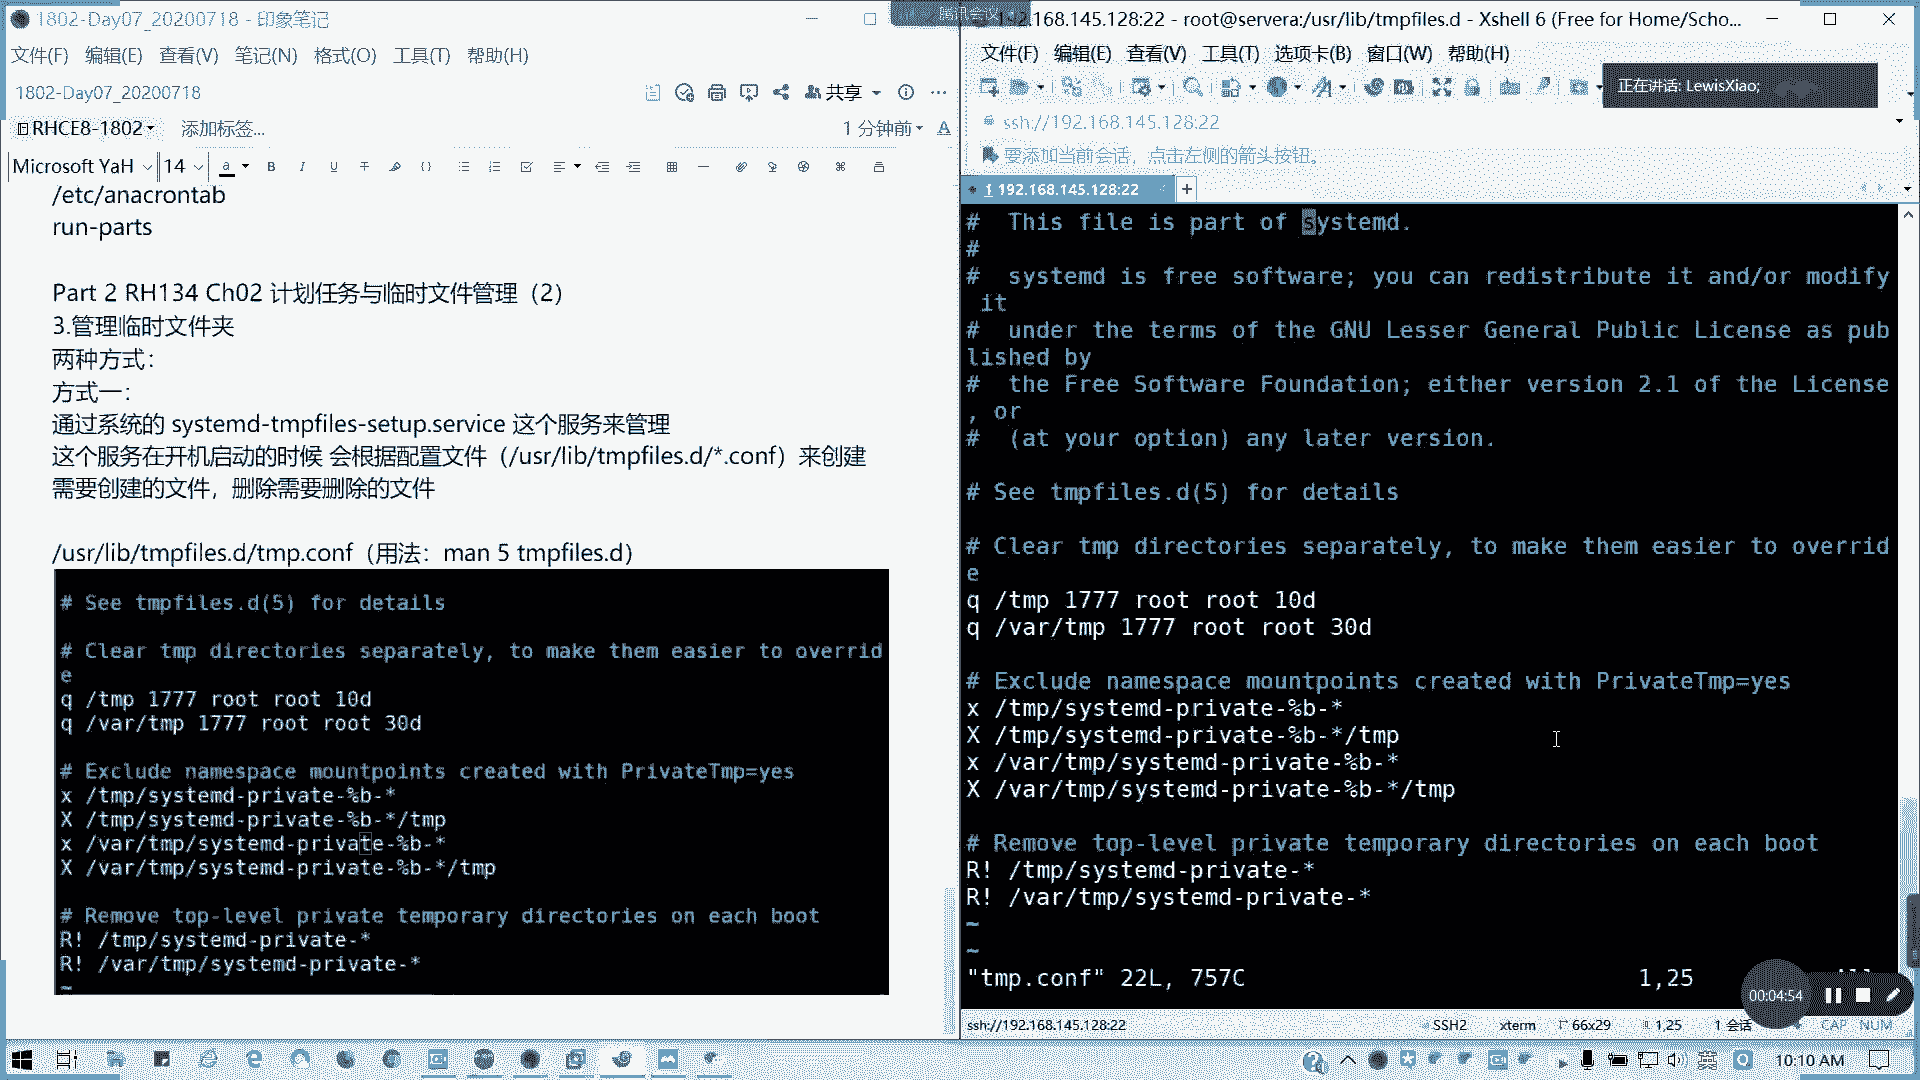 1802-Day07_20200718 - 印象笔记
文件(F) 编辑(E) 查看(V) 笔记(N) 格式(O) 工具(T) 帮助(H)
1802-Day07_20200718
共享
RHCE8-1802 添加标签...
1 分钟前
Microsoft YaH 14
/etc/anacrontab
run-parts
Part 2 RH134 Ch02 计划任务与临时文件管理（2）
3.管理临时文件夹
两种方式：
方式一：
通过系统的 systemd-tmpfiles-setup.service 这个服务来管理
这个服务在开机启动的时候 会根据配置文件（/usr/lib/tmpfiles.d/*.conf）来创建
需要创建的文件，删除需要删除的文件
/usr/lib/tmpfiles.d/tmp.conf（用法：man 5 tmpfiles.d）
# See tmpfiles.d(5) for details
# Clear tmp directories separately, to make them easier to overrid
e
q /tmp 1777 root root 10d
q /var/tmp 1777 root root 30d
# Exclude namespace mountpoints created with PrivateTmp=yes
x /tmp/systemd-private-%b-*
X /tmp/systemd-private-%b-*/tmp
x /var/tmp/systemd-private-%b-*
X /var/tmp/systemd-private-%b-*/tmp
# Remove top-level private temporary directories on each boot
R! /tmp/systemd-private-*
R! /var/tmp/systemd-private-*
~
腾讯会议
.168.145.128:22 - root@servera:/usr/lib/tmpfiles.d - Xshell 6 (Free for Home/Scho...
文件(F) 编辑(E) 查看(V) 工具(T) 选项卡(B) 窗口(W) 帮助(H)
正在讲话: LewisXiao;
ssh://192.168.145.128:22
要添加当前会话，点击左侧的箭头按钮。
1 192.168.145.128:22
#  This file is part of systemd.
#
#  systemd is free software; you can redistribute it and/or modify
 it
#  under the terms of the GNU Lesser General Public License as pub
lished by
#  the Free Software Foundation; either version 2.1 of the License
, or
#  (at your option) any later version.
# See tmpfiles.d(5) for details
# Clear tmp directories separately, to make them easier to overrid
e
q /tmp 1777 root root 10d
q /var/tmp 1777 root root 30d
# Exclude namespace mountpoints created with PrivateTmp=yes
x /tmp/systemd-private-%b-*
X /tmp/systemd-private-%b-*/tmp
x /var/tmp/systemd-private-%b-*
X /var/tmp/systemd-private-%b-*/tmp
# Remove top-level private temporary directories on each boot
R! /tmp/systemd-private-*
R! /var/tmp/systemd-private-*
~
~
"tmp.conf" 22L, 757C 1,25
00:04:54
ssh://192.168.145.128:22 SSH2 xterm 66x29 1,25 1 会话 CAP NUM
英 10:10 AM